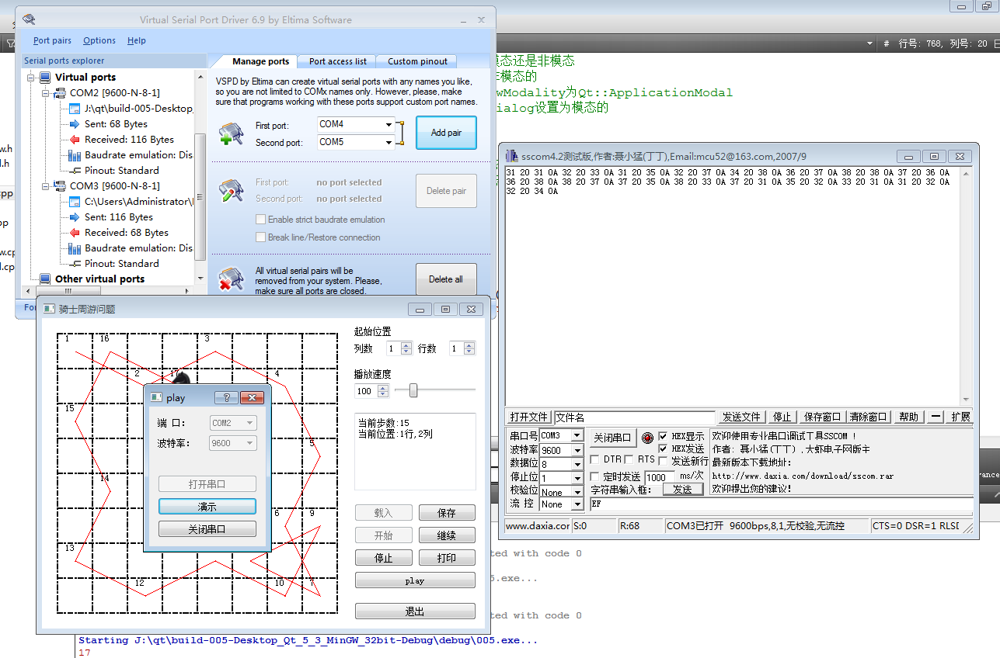 Virtual Serial Port Driver 6.9 by Eltima Software
Port pairs Options Help
Serial ports explorer
Virtual ports
COM2 [9600-N-8-1]
J:\qt\build-005-Desktop_
Sent: 68 Bytes
Received: 116 Bytes
Baudrate emulation: Dis
Pinout: Standard
COM3 [9600-N-8-1]
C:\Users\Administrator\
Sent: 116 Bytes
Received: 68 Bytes
Baudrate emulation: Dis
Pinout: Standard
Other virtual ports
Manage ports Port access list Custom pinout
VSPD by Eltima can create virtual serial ports with any names you like,
so you are not limited to COMx names only. However, please, make
sure that programs working with these ports support custom port names.
First port: COM4
Second port: COM5
Add pair
First port: no port selected
Second port: no port selected
Delete pair
Enable strict baudrate emulation
Break line/Restore connection
All virtual serial pairs will be
removed from your system. Please,
make sure all ports are closed.
Delete all
For
# 行号: 768, 列号: 20
模态还是非模态
模态的
wModality为Qt::ApplicationModal
ialog设置为模态的
w.h
l.h
cpp
pp
w.cp
l.cp
sscom4.2测试版,作者:聂小猛(丁丁),Email:mcu52@163.com,2007/9
31 20 31 0A 32 20 33 0A 31 20 35 0A 32 20 37 0A 34 20 38 0A 36 20 37 0A 38 20 38 0A 37 20 36 0A
36 20 38 0A 38 20 37 0A 37 20 35 0A 38 20 33 0A 37 20 31 0A 35 20 32 0A 33 20 31 0A 31 20 32 0A
32 20 34 0A
打开文件 文件名 发送文件 停止 保存窗口 清除窗口 帮助 — 扩展
串口号 COM3
波特率 9600
数据位 8
停止位 1
校验位 None
流 控 None
关闭串口
HEX显示
HEX发送
DTR RTS 发送新行
定时发送 1000 ms/次
字符串输入框: 发送
EF
欢迎使用专业串口调试工具SSCOM !
作者: 聂小猛(丁丁),大虾电子网版主
最新版本下载地址:
http://www.daxia.com/download/sscom.rar
欢迎提出您的建议!
www.daxia.cor S:0 R:68 COM3已打开 9600bps,8,1,无校验,无流控 CTS=0 DSR=1 RLSI
骑士周游问题
1 16 3
2 17 4
15
5
14
6 9
13
12 10 7
起始位置
列数 1 行数 1
播放速度
100
当前步数:15
当前位置:1行,2列
载入 保存
开始 继续
停止 打印
play
退出
play
端 口: COM2
波特率: 9600
打开串口
演示
关闭串口
ted with code 0
5.exe...
ted with code 0
Starting J:\qt\build-005-Desktop_Qt_5_3_MinGW_32bit-Debug\debug\005.exe...
17